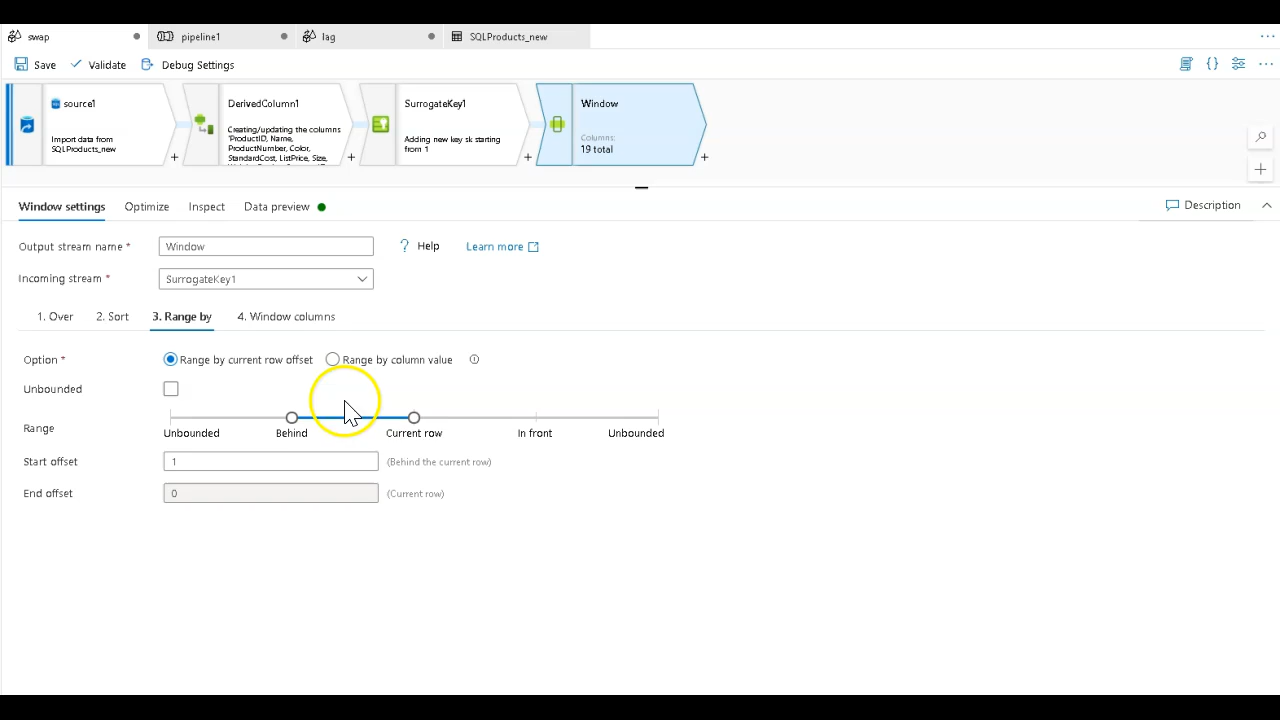 swap
pipeline1
lag
SQLProducts_new
Save
Validate
Debug Settings
source1
Import data from
SQLProducts_new
DerivedColumn1
Creating/updating the columns
'ProductID, Name,
ProductNumber, Color,
StandardCost, ListPrice, Size,
SurrogateKey1
Adding new key sk starting
from 1
Window
Columns:
19 total
Window settings
Optimize
Inspect
Data preview
Description
Output stream name *
Window
? Help
Learn more
Incoming stream *
SurrogateKey1
1. Over
2. Sort
3. Range by
4. Window columns
Option *
Range by current row offset
Range by column value
Unbounded
Range
Unbounded
Behind
Current row
In front
Unbounded
Start offset
1
(Behind the current row)
End offset
0
(Current row)